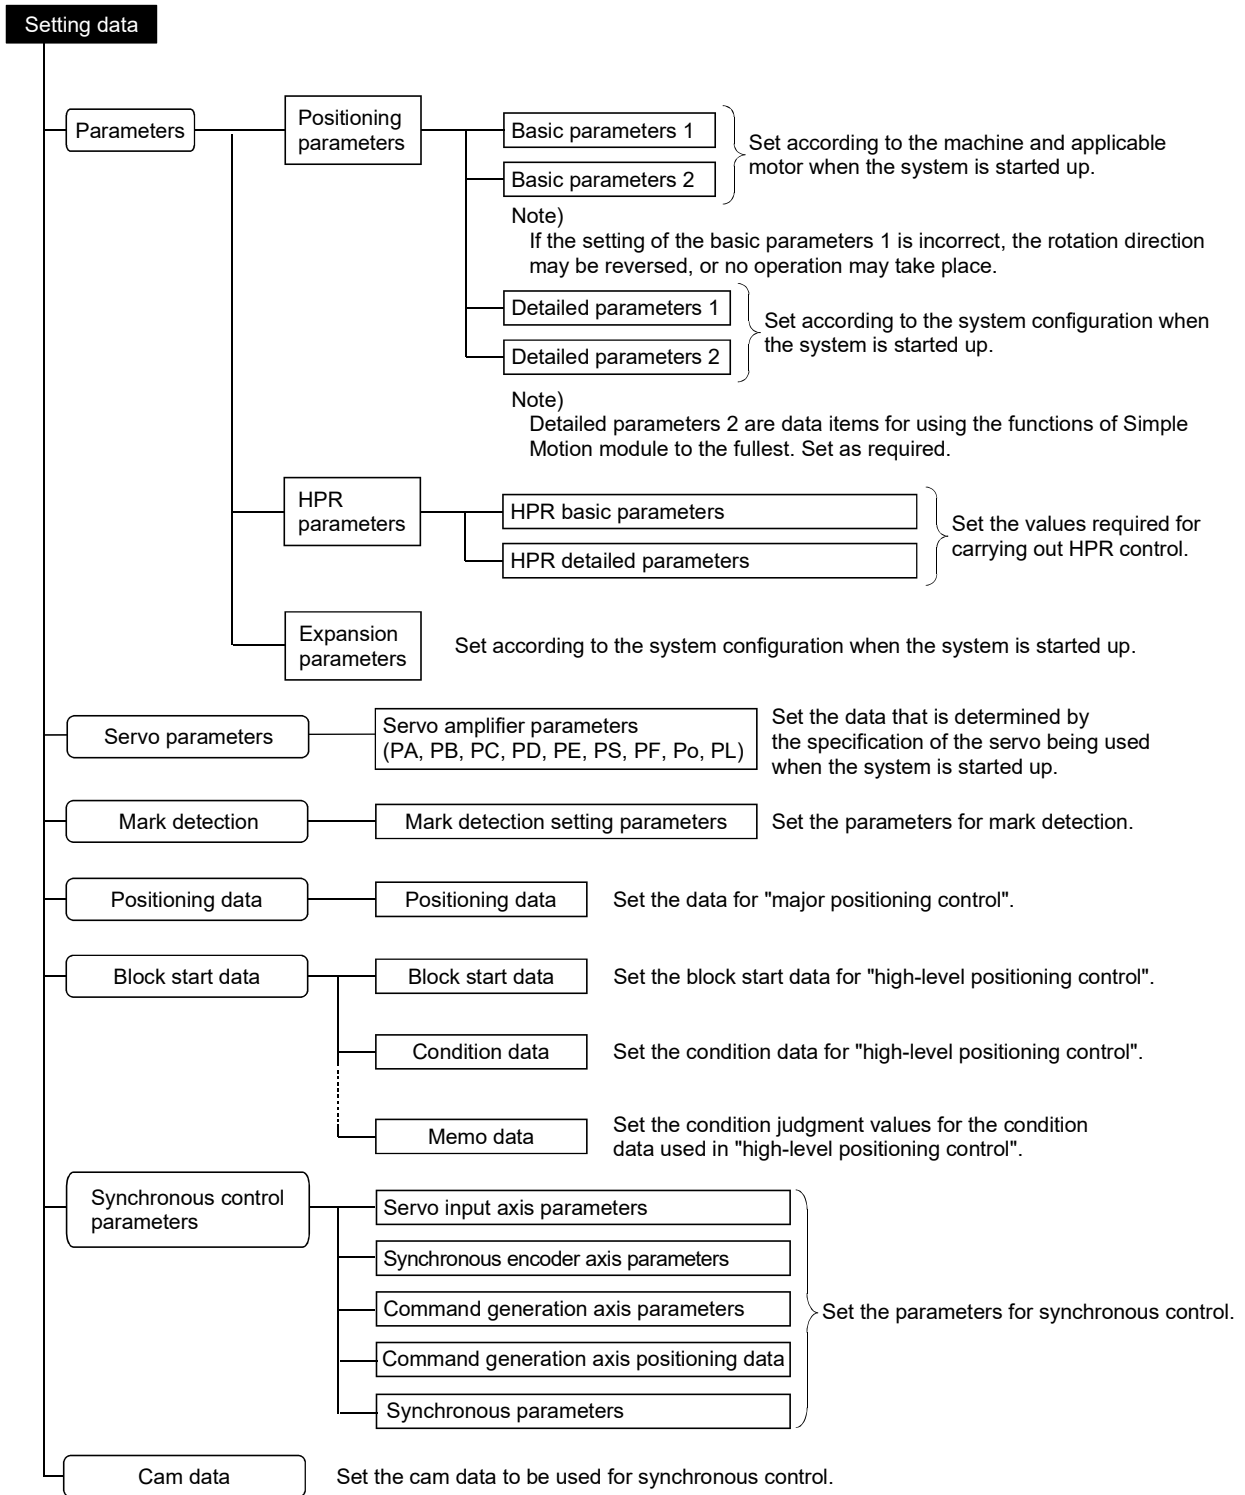 Setting data
Parameters
Positioning
parameters
Basic parameters 1
Basic parameters 2
Set according to the machine and applicable
motor when the system is started up.
Note)
If the setting of the basic parameters 1 is incorrect, the rotation direction
may be reversed, or no operation may take place.
Detailed parameters 1
Detailed parameters 2
Set according to the system configuration when
the system is started up.
Note)
Detailed parameters 2 are data items for using the functions of Simple
Motion module to the fullest. Set as required.
HPR
parameters
HPR basic parameters
HPR detailed parameters
Set the values required for
carrying out HPR control.
Expansion
parameters
Set according to the system configuration when the system is started up.
Servo parameters
Servo amplifier parameters
(PA, PB, PC, PD, PE, PS, PF, Po, PL)
Set the data that is determined by
the specification of the servo being used
when the system is started up.
Mark detection
Mark detection setting parameters
Set the parameters for mark detection.
Positioning data
Positioning data
Set the data for "major positioning control".
Block start data
Block start data
Set the block start data for "high-level positioning control".
Condition data
Set the condition data for "high-level positioning control".
Memo data
Set the condition judgment values for the condition
data used in "high-level positioning control".
Synchronous control
parameters
Servo input axis parameters
Synchronous encoder axis parameters
Command generation axis parameters
Command generation axis positioning data
Synchronous parameters
Set the parameters for synchronous control.
Cam data
Set the cam data to be used for synchronous control.